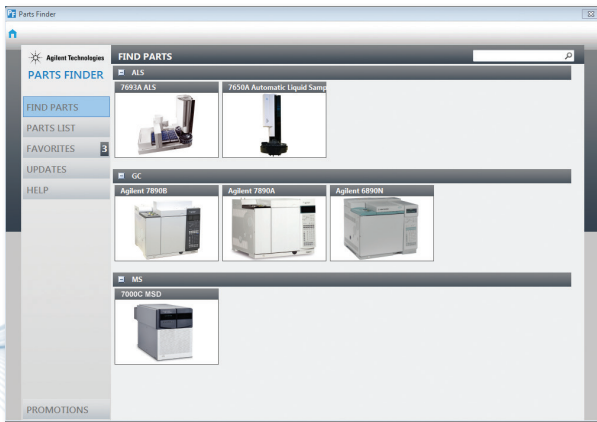 Parts Finder
Agilent Technologies
PARTS FINDER
FIND PARTS
PARTS LIST
FAVORITES 3
UPDATES
HELP
PROMOTIONS
FIND PARTS
ALS
7693A ALS
7650A Automatic Liquid Samp
GC
Agilent 7890B
Agilent 7890A
Agilent 6890N
MS
7000C MSD